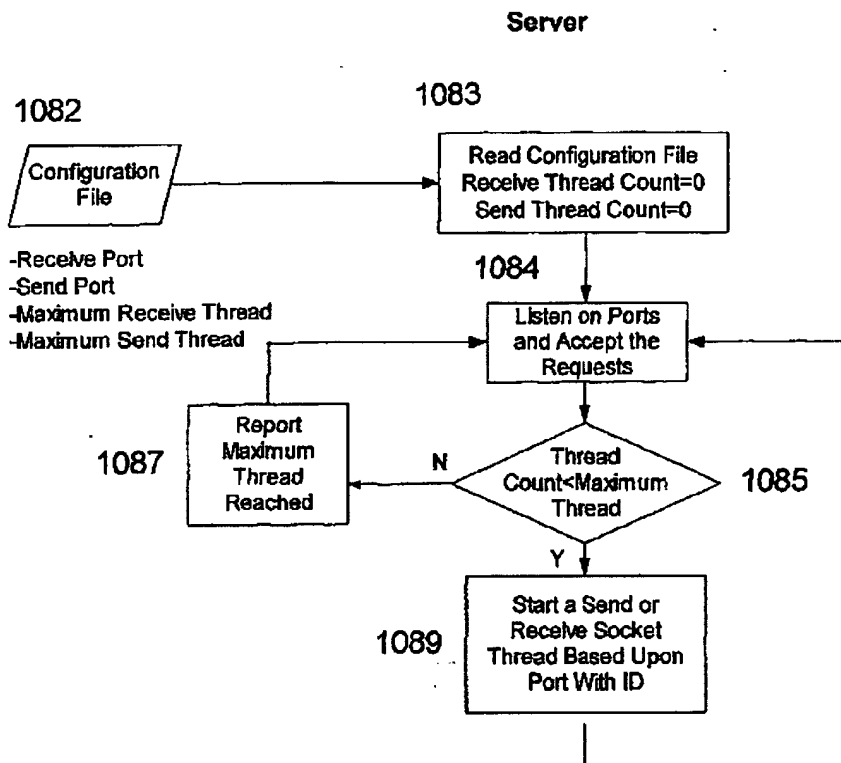 Server
1082
1083
Configuration
File
Read Configuration File
Receive Thread Count=0
Send Thread Count=0
-Receive Port
-Send Port
-Maximum Receive Thread
-Maximum Send Thread
1084
Listen on Ports
and Accept the
Requests
1087
Report
Maximum
Thread
Reached
N
Thread
Count<Maximum
Thread
1085
Y
1089
Start a Send or
Receive Socket
Thread Based Upon
Port With ID